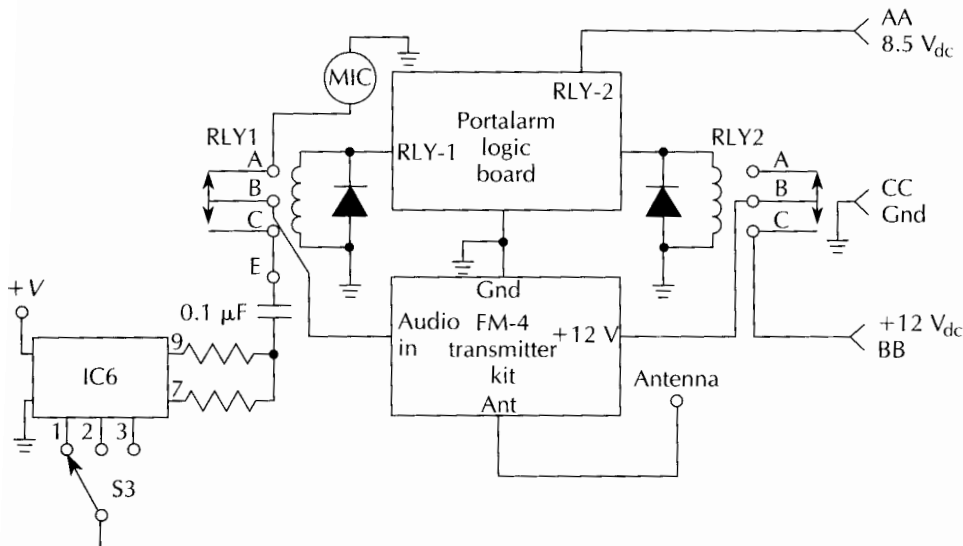 AA
8.5 Vdc
MIC
RLY-2
Portalarm
logic
board
RLY1
RLY-1
RLY2
A
B
C
A
B
C
CC
Gnd
E
+V
0.1 μF
Gnd
Audio
in
FM-4
transmitter
kit
+12 V
Ant
Antenna
+12 Vdc
BB
9
IC6
7
1 2 3
S3